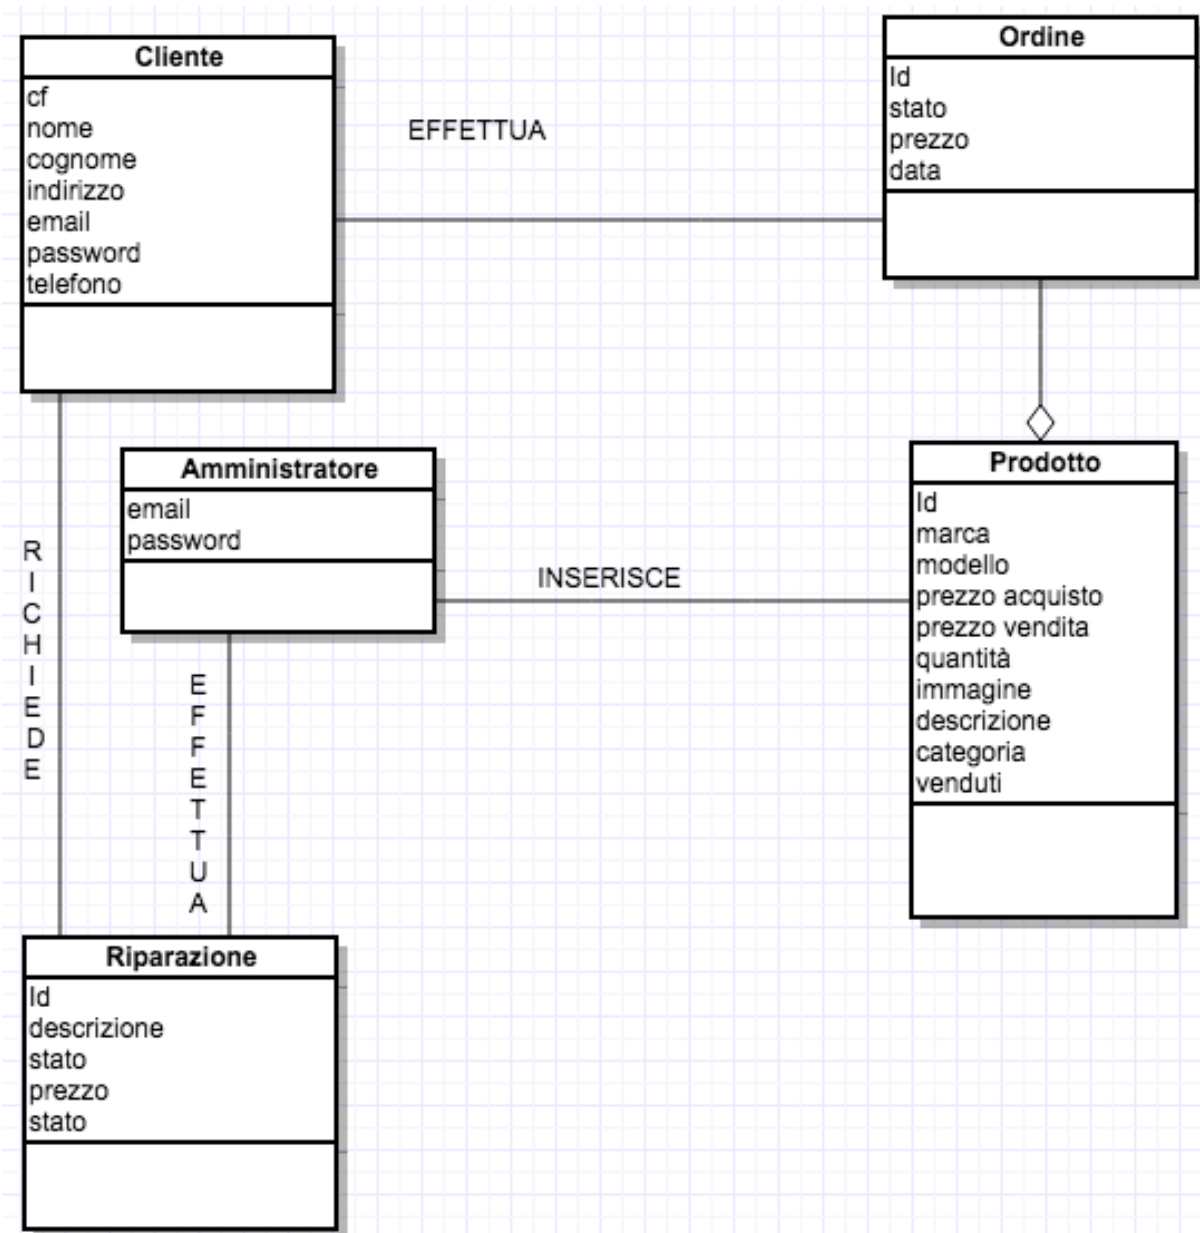 Cliente
cf
nome
cognome
indirizzo
email
password
telefono
EFFETTUA
Ordine
Id
stato
prezzo
data
Amministratore
email
password
INSERISCE
Prodotto
Id
marca
modello
prezzo acquisto
prezzo vendita
quantità
immagine
descrizione
categoria
venduti
RICHIEDE
EFFETTUA
Riparazione
Id
descrizione
stato
prezzo
stato